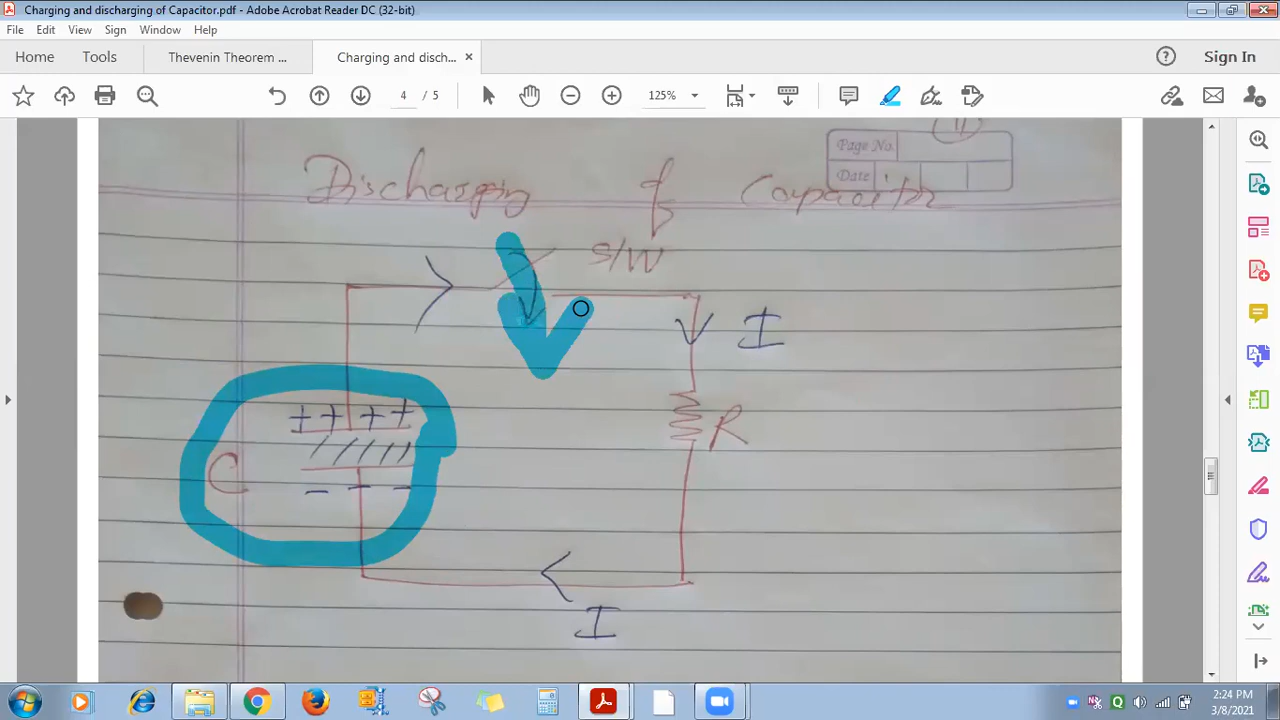 Charging and discharging of Capacitor.pdf - Adobe Acrobat Reader DC (32-bit)
File Edit View Sign Window Help
Home Tools Thevenin Theorem ... Charging and disch... × Sign In
4 / 5 125%
11
Page No.
Date
Discharging of Capacitor
S/W
I
+ + + +
C
R
- - -
I
2:24 PM
3/8/2021